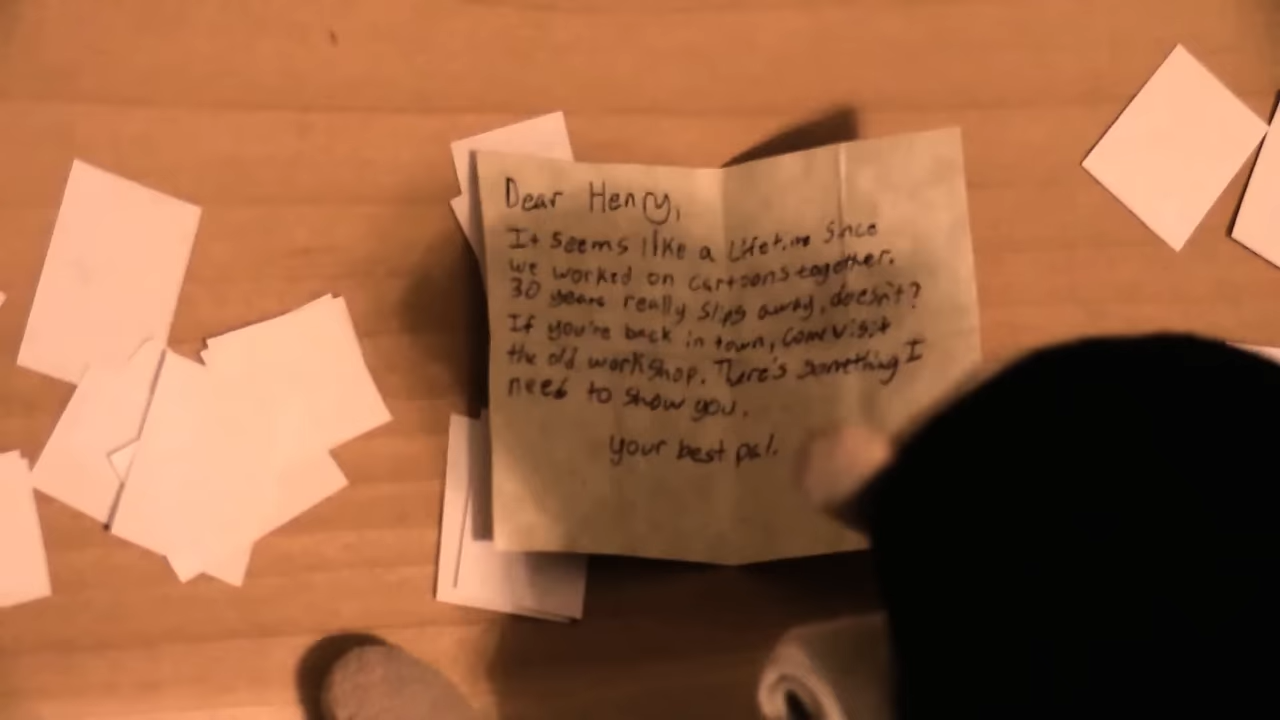 Dear Henry,
It seems like a Lifetime Since
we worked on cartoons together.
30 years really slips away, doesn't?
If you're back in town, come visit
the old workshop. There's something I
need to show you.
your best pal.